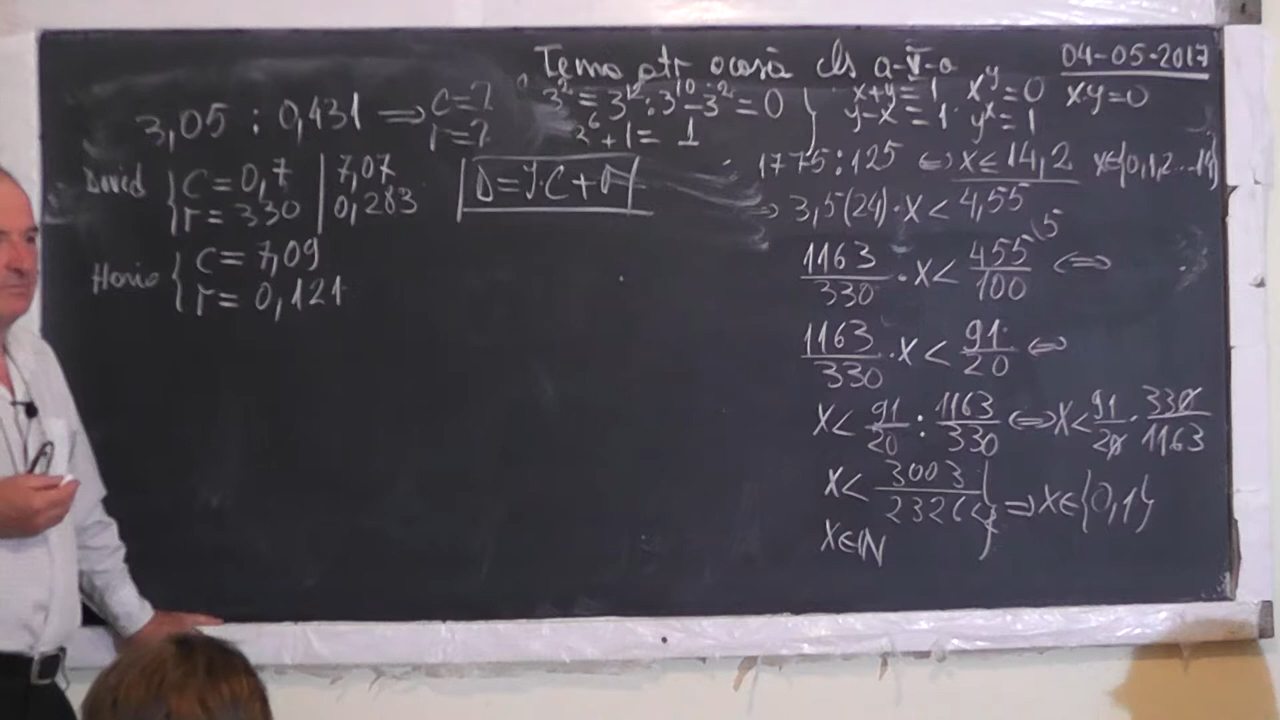 Tema ptr acasă cls a-V-a
04-05-2017
3,05 : 0,431 ⟹ c=?
r=?
David { C = 0,7 | 7,07
r = 330 | 0,283
Horia { C = 7,09
r = 0,121
3² = 3¹² : 3¹⁰ - 3² = 0
+ 1 = 1
x+y = 1
y-x = 1
x^y = 0
y^x = 1
x·y=0
1775:125 ⟺ x ≤ 14,2 x∈{0,1,2...14}
⟹ 3,5(24)·x < 4,55
1163/330 · x < 455/100 (5 ⟺
1163/330 · x < 91/20 ⟺
x < 91/20 : 1163/330 ⟺ x < 91/20 · 330/1163
x < 3003/2326 } ⟹ x∈{0,1}
x∈ℕ